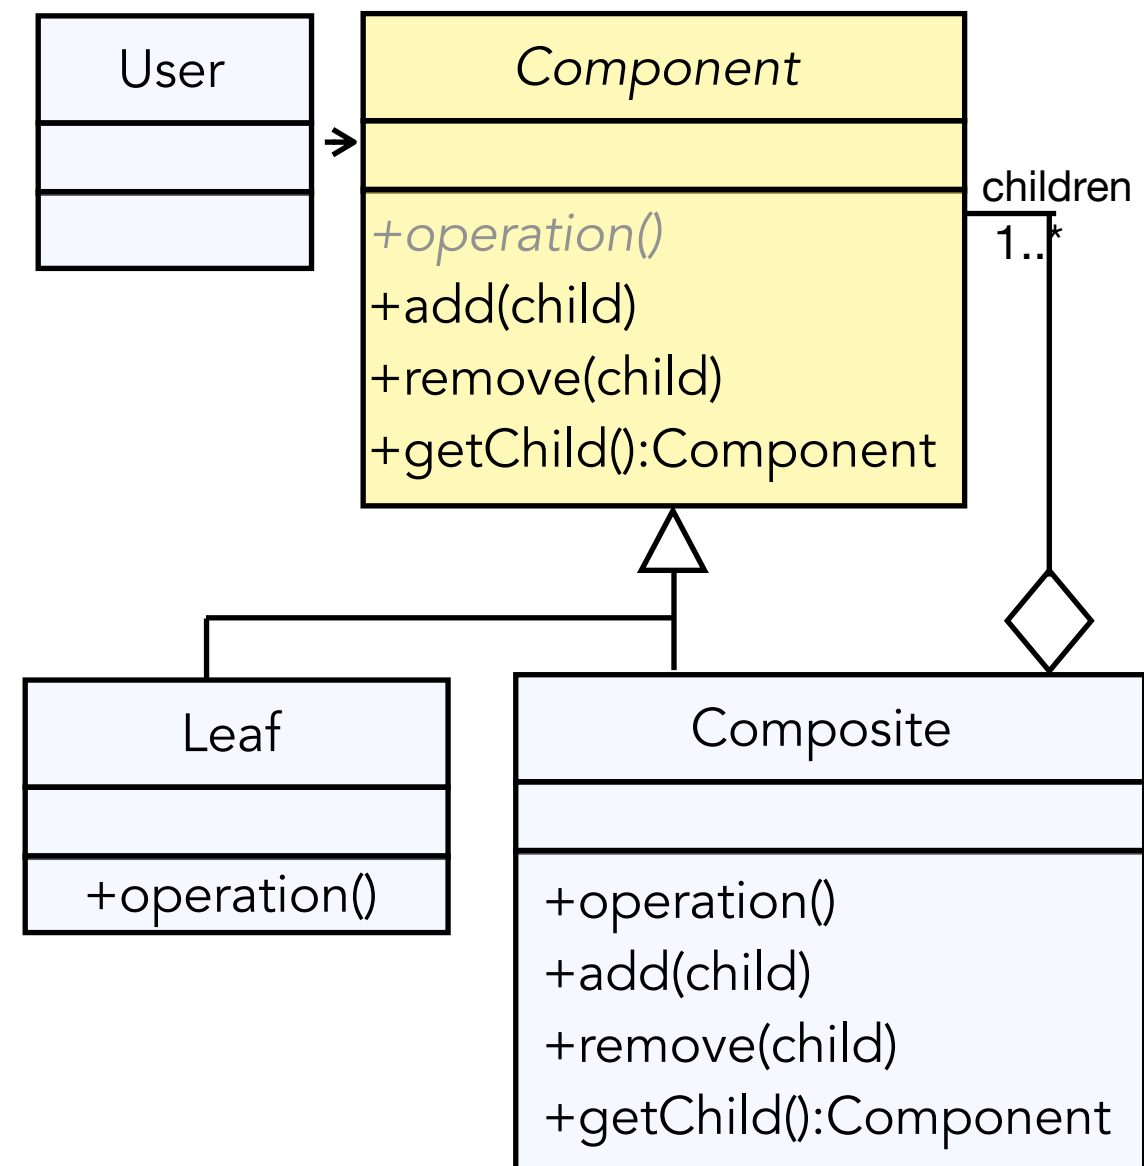 User
Component
children
1..*
+operation()
+add(child)
+remove(child)
+getChild():Component
Leaf
+operation()
Composite
+operation()
+add(child)
+remove(child)
+getChild():Component